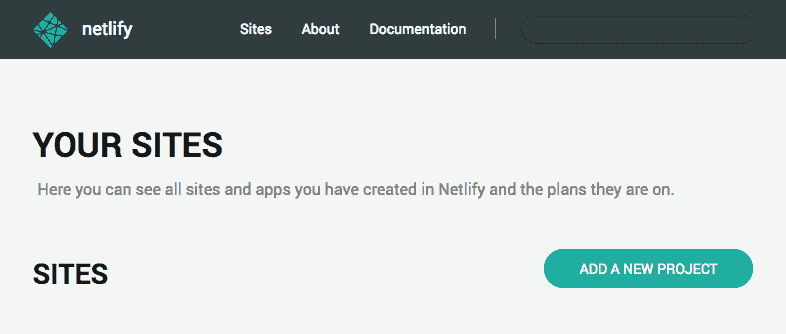 netlify Sites About Documentation
YOUR SITES
Here you can see all sites and apps you have created in Netlify and the plans they are on.
SITES ADD A NEW PROJECT